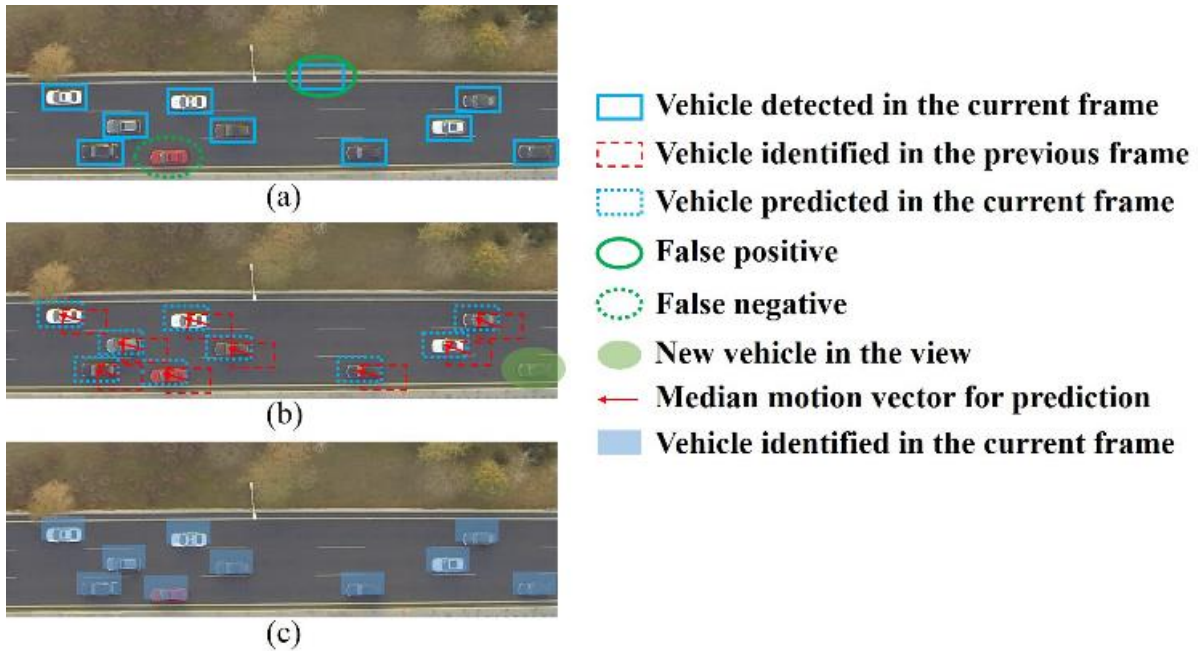 (a)
(b)
(c)
Vehicle detected in the current frame
Vehicle identified in the previous frame
Vehicle predicted in the current frame
False positive
False negative
New vehicle in the view
Median motion vector for prediction
Vehicle identified in the current frame